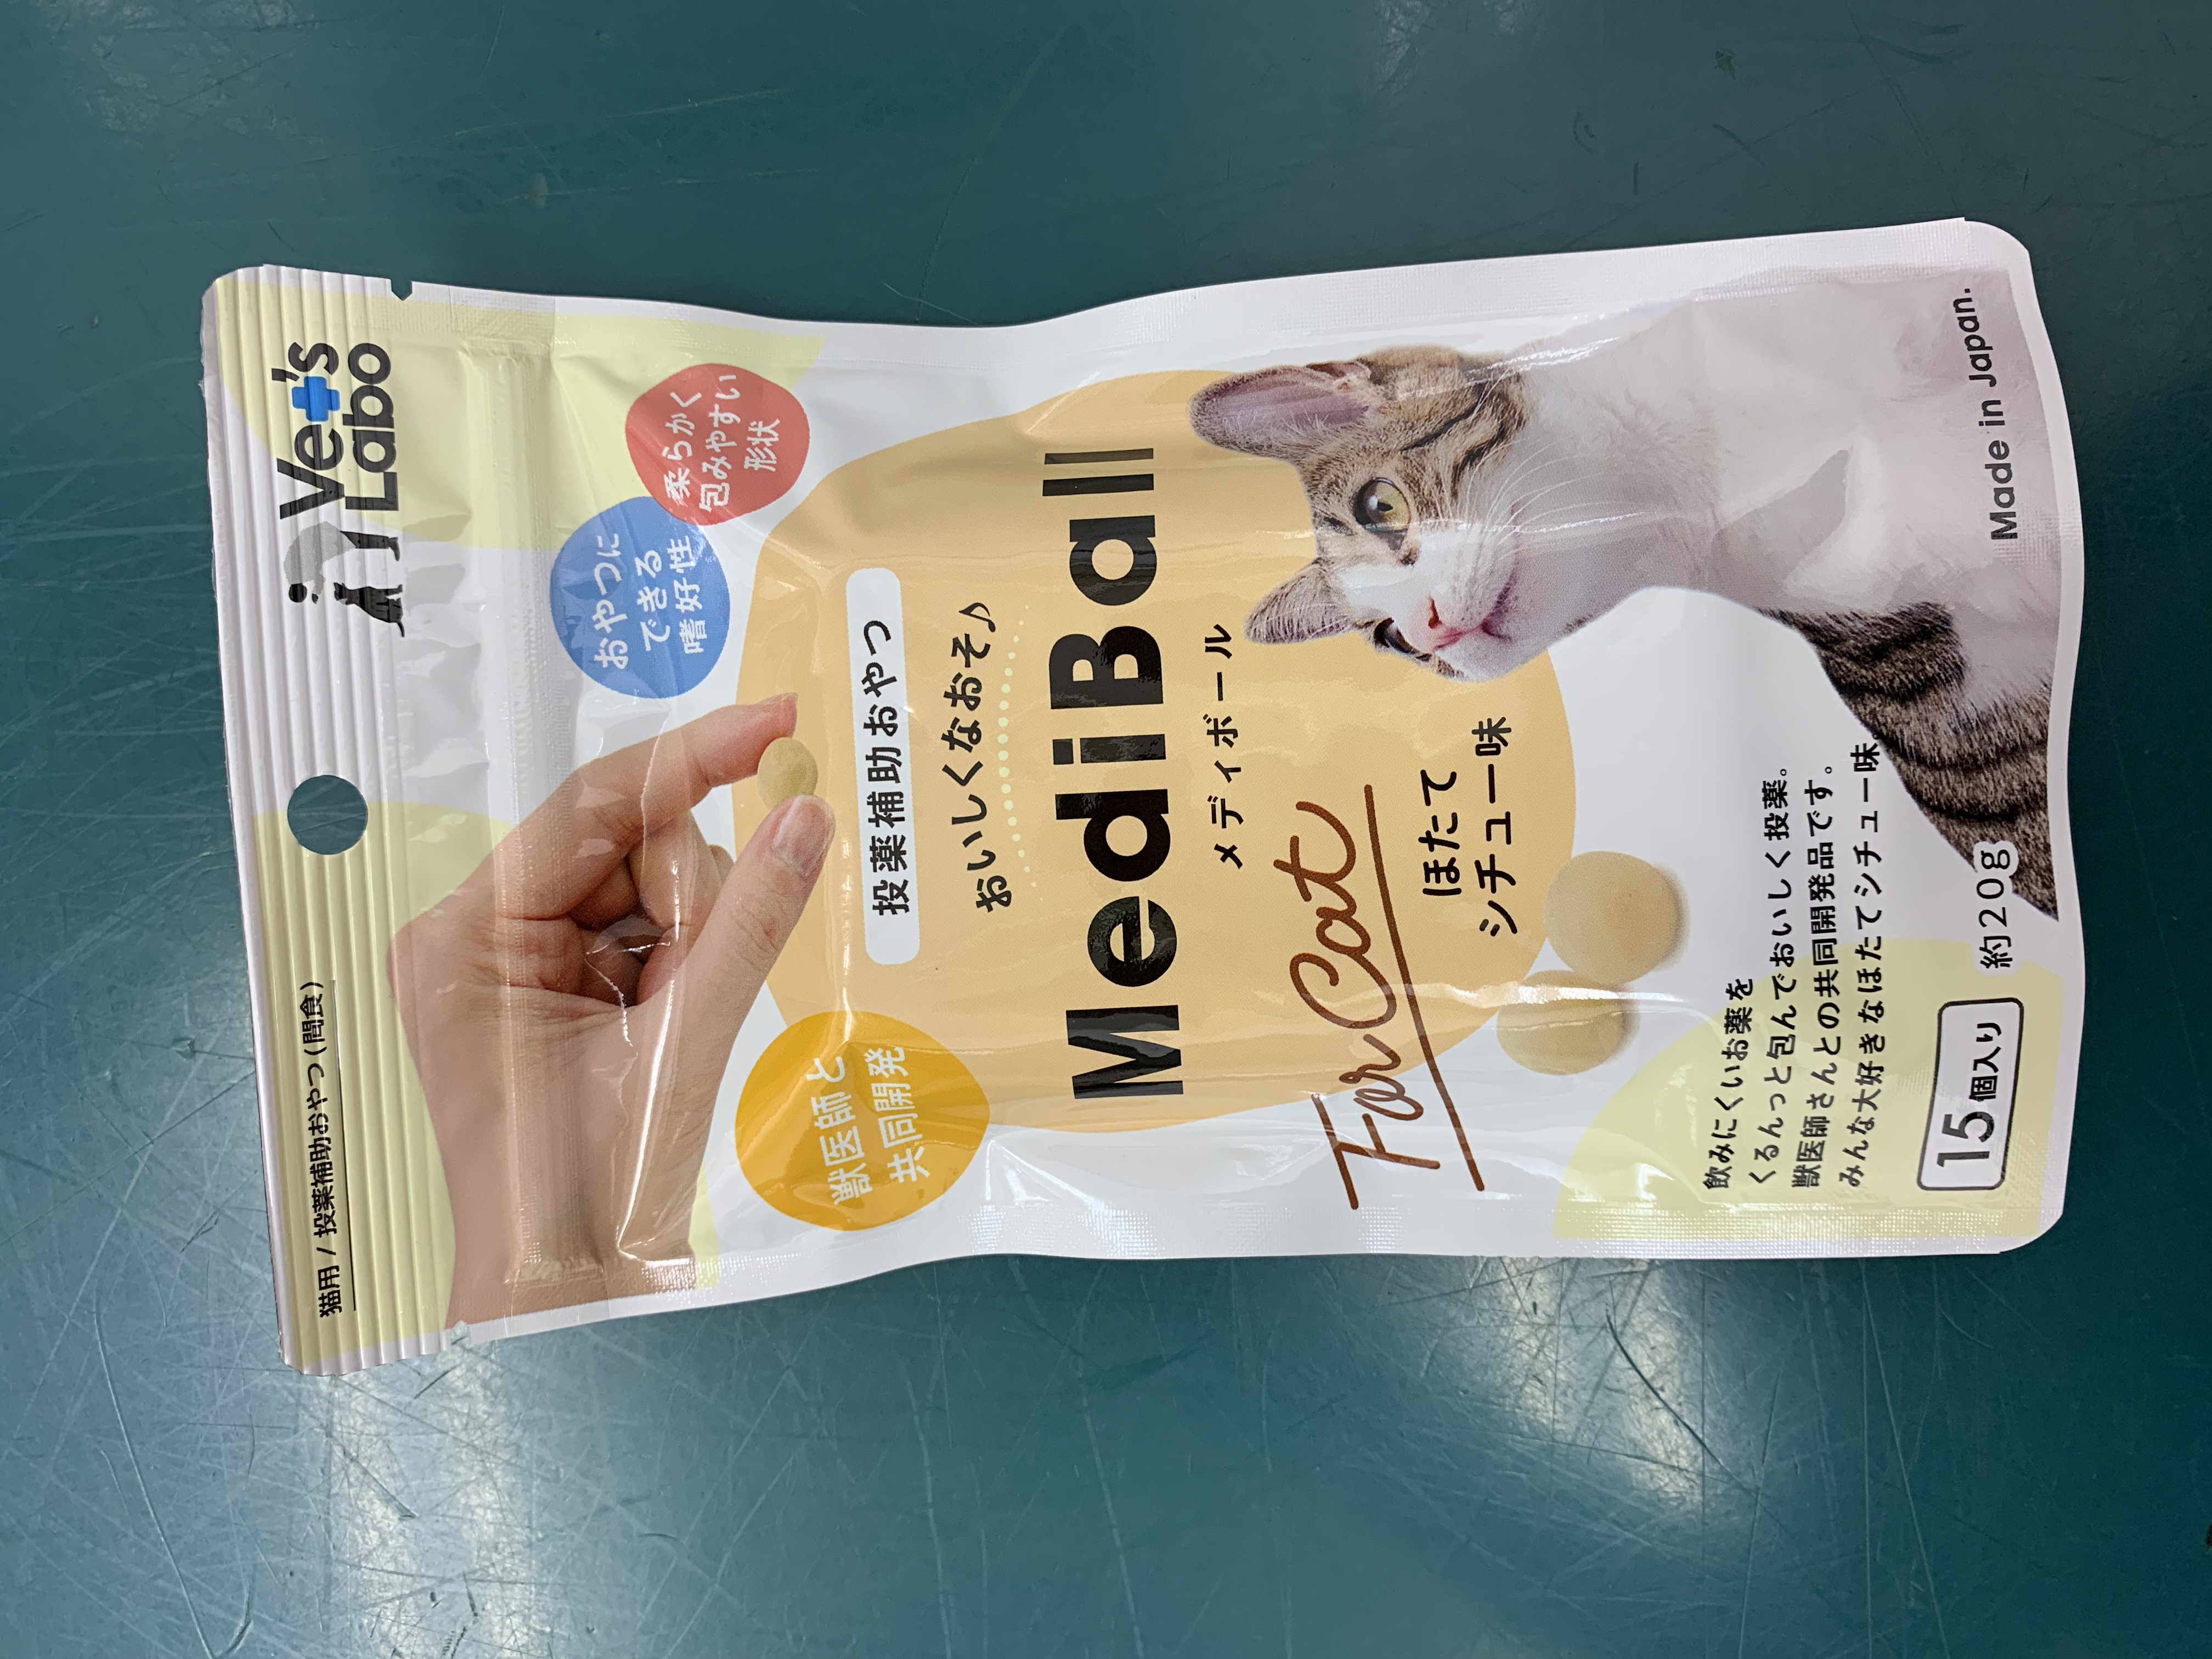 猫用 / 投薬補助おやつ（間食）
Vet's
Labo
おやつに
できる
嗜好性
柔らかく
包みやすい
形状
獣医師と
共同開発
投薬補助おやつ
おいしくなおそ♪
MediBall
メディボール
For Cat
ほたて
シチュー味
飲みにくいお薬を
くるんっと包んでおいしく投薬。
獣医師さんとの共同開発品です。
みんな大好きなほたてシチュー味
15個入り
約20g
Made in Japan.